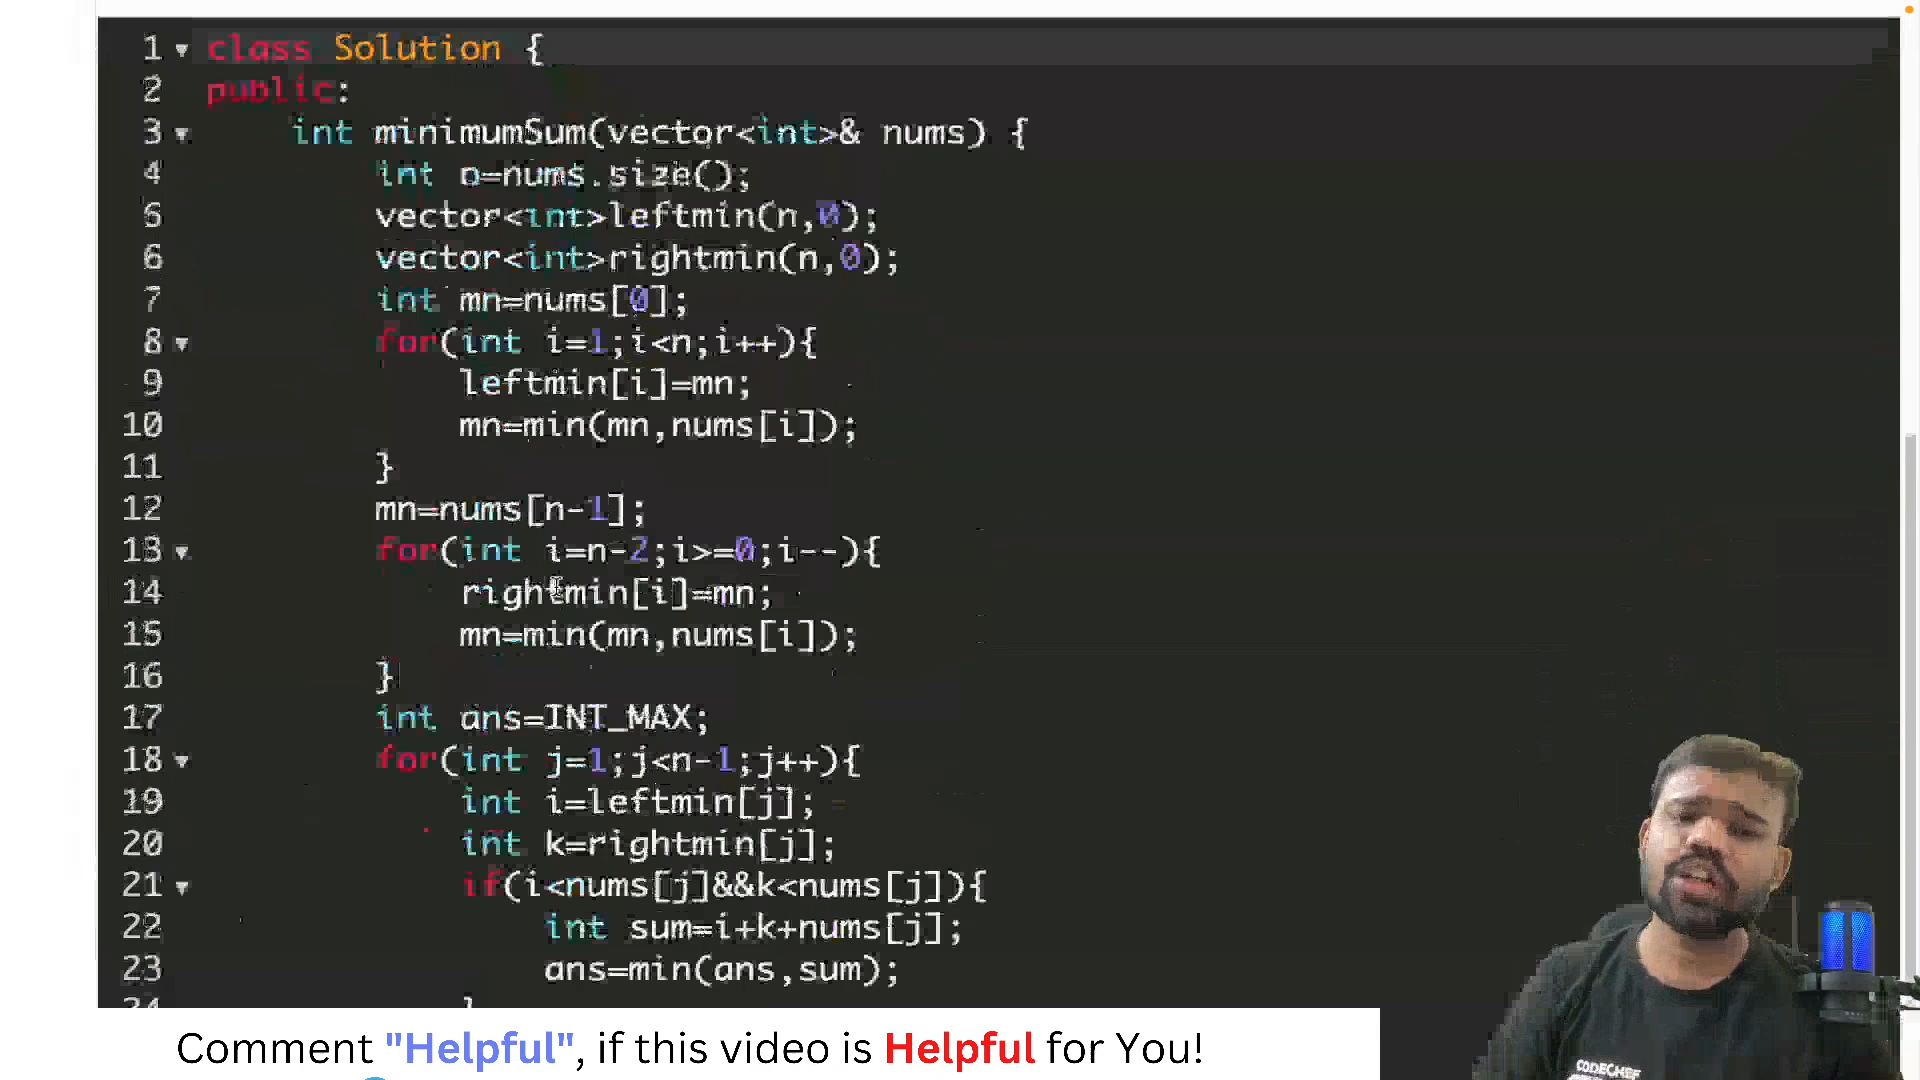 1 class Solution {
2 public:
3 int minimumSum(vector<int>& nums) {
4 int n=nums.size();
5 vector<int>leftmin(n,0);
6 vector<int>rightmin(n,0);
7 int mn=nums[0];
8 for(int i=1;i<n;i++){
9 leftmin[i]=mn;
10 mn=min(mn,nums[i]);
11 }
12 mn=nums[n-1];
13 for(int i=n-2;i>=0;i--){
14 rightmin[i]=mn;
15 mn=min(mn,nums[i]);
16 }
17 int ans=INT_MAX;
18 for(int j=1;j<n-1;j++){
19 int i=leftmin[j];
20 int k=rightmin[j];
21 if(i<nums[j]&&k<nums[j]){
22 int sum=i+k+nums[j];
23 ans=min(ans,sum);
Comment "Helpful", if this video is Helpful for You!
CODECHEF